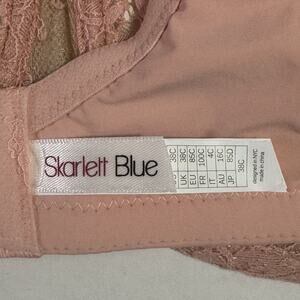 Skarlett Blue
US 38C
UK 38C
EU 85C
FR 100C
IT 4C
AU 16C
JP 85D
38C
designed in NYC
made in china